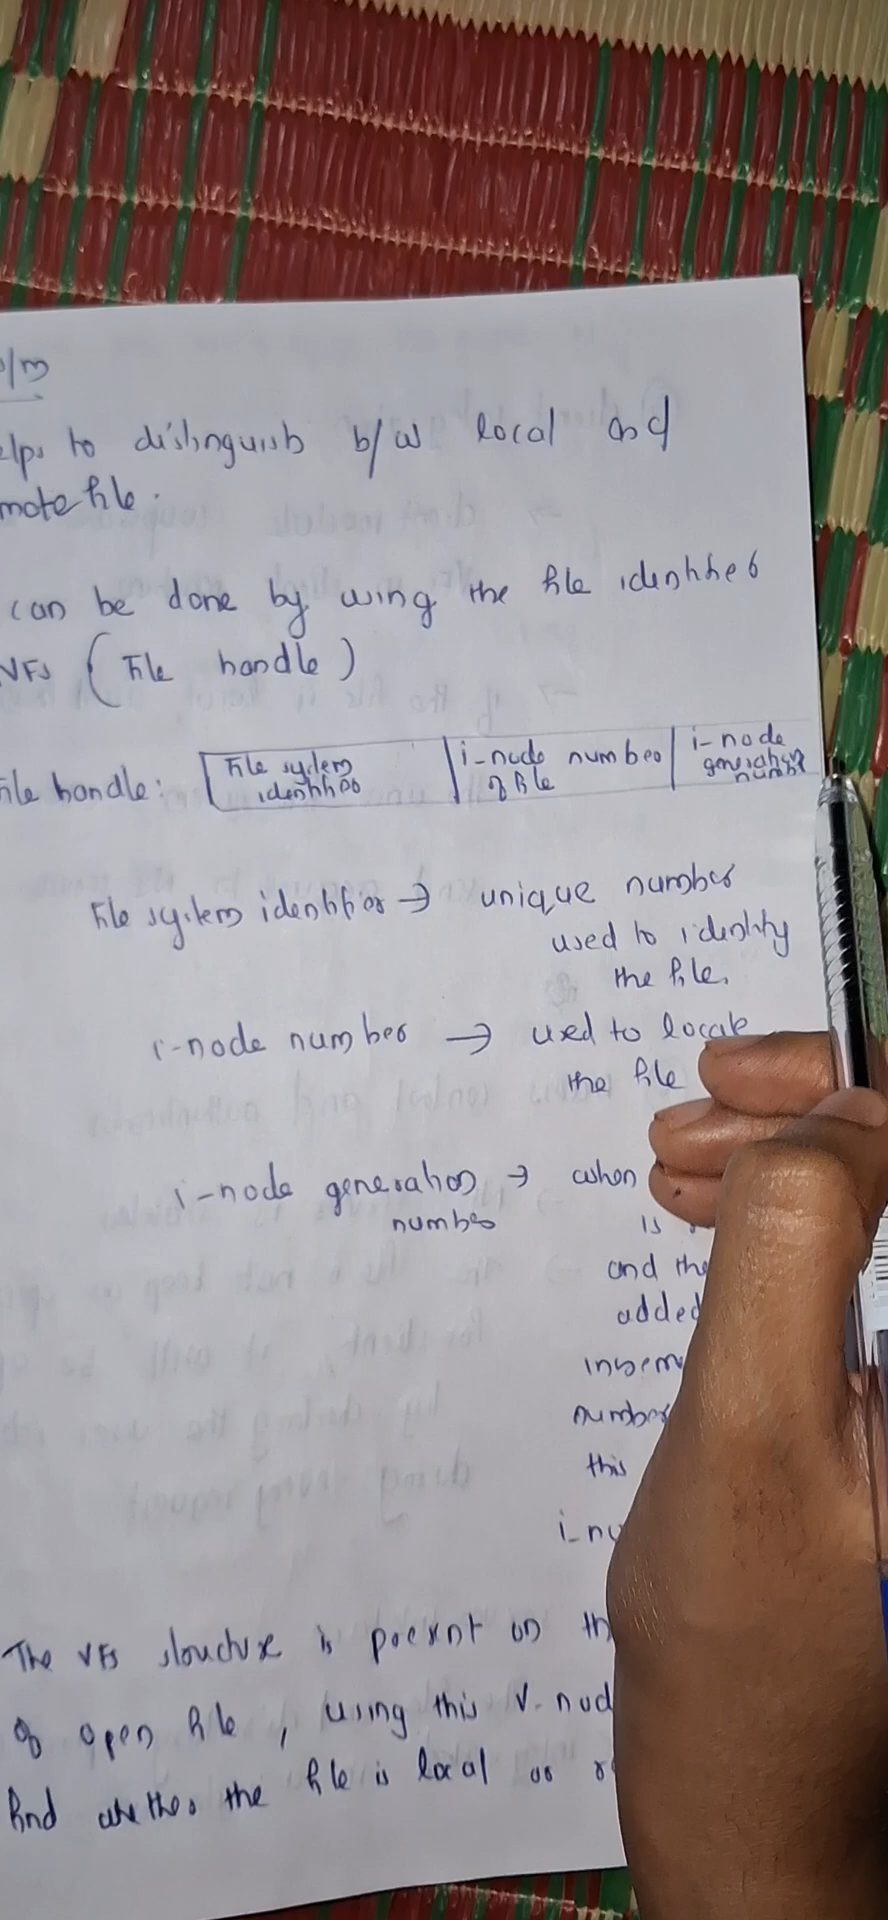 /m
elps to distinguish b/w local and
mote file.
can be done by using the file identifier
VFS (File handle)
ile handle: File system identifier | i-node number of file | i-node generation number
File system identifier → unique number
used to identify
the file.
i-node number → used to locate
the file
i-node generation → when
number is
and the
added
number
this
The VFS structure is present on th
of open file, using this V-nod
find whether the file is local or r